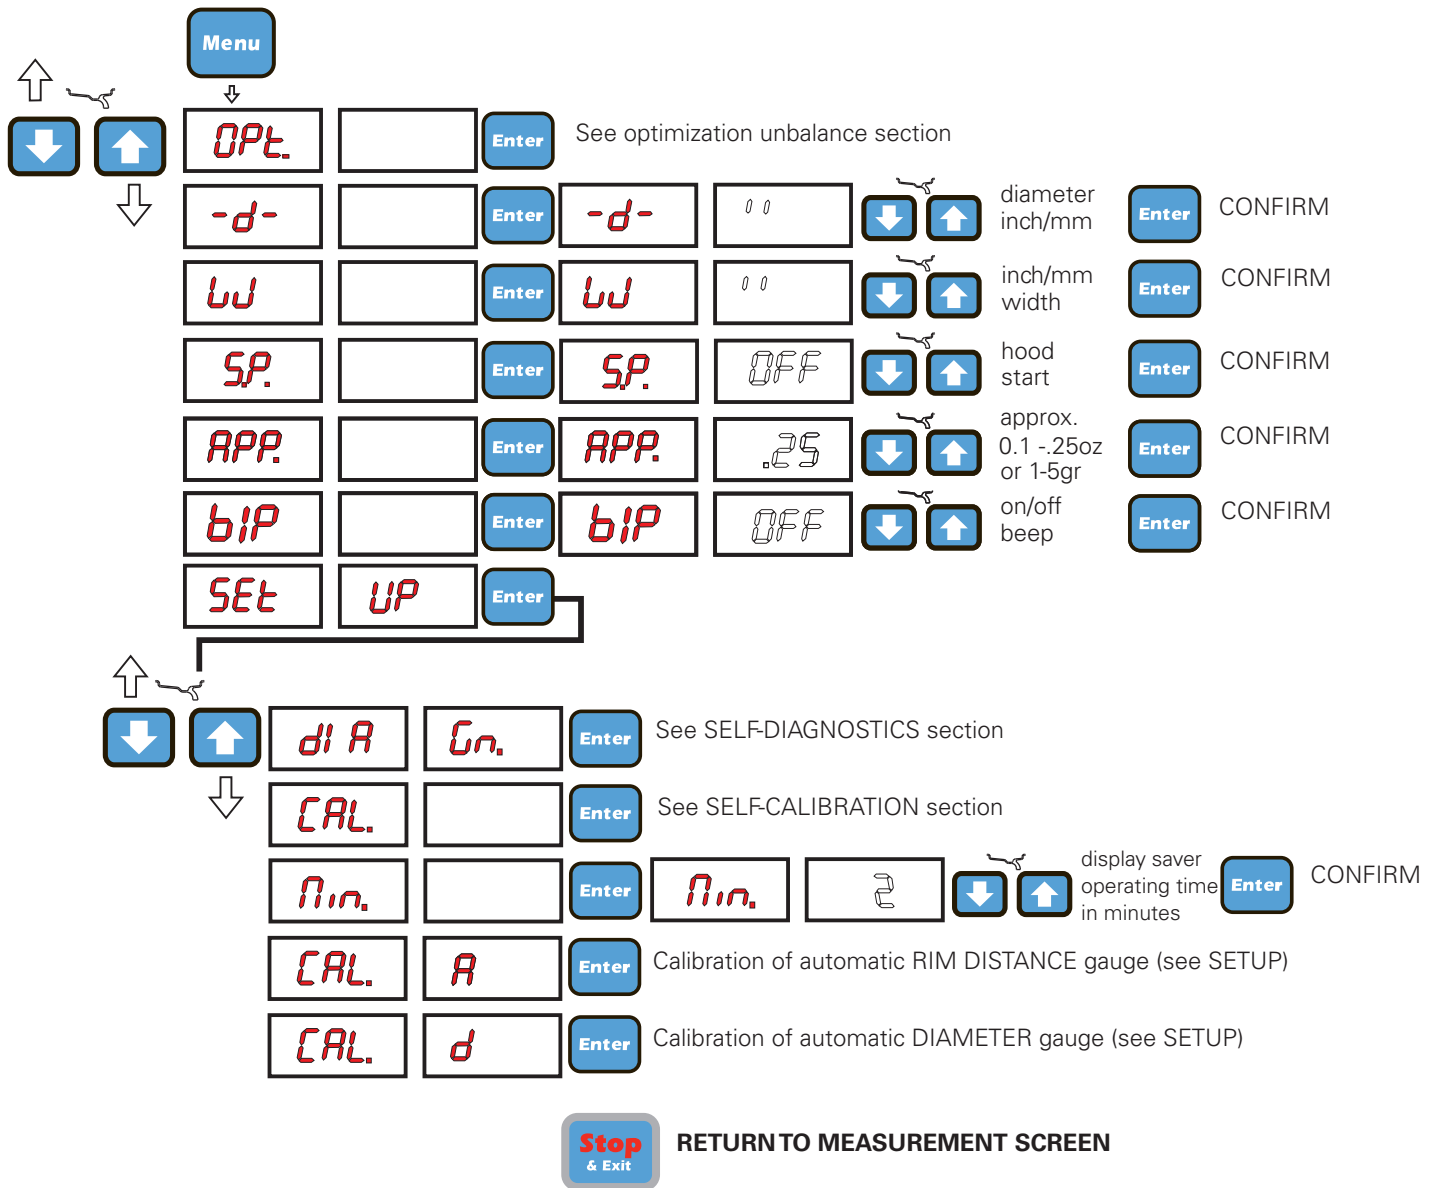 Menu
OPt. Enter See optimization unbalance section
-d- Enter -d- '' diameter
inch/mm Enter CONFIRM
W Enter W '' inch/mm
width Enter CONFIRM
S.P. Enter S.P. OFF hood
start Enter CONFIRM
APP. Enter APP. .25 approx.
0.1 -.25oz
or 1-5gr Enter CONFIRM
bIP Enter bIP OFF on/off
beep Enter CONFIRM
SEt UP Enter
dI A Gn. Enter See SELF-DIAGNOSTICS section
CAL. Enter See SELF-CALIBRATION section
Min. Enter Min. 2 display saver
operating time
in minutes Enter CONFIRM
CAL. A Enter Calibration of automatic RIM DISTANCE gauge (see SETUP)
CAL. d Enter Calibration of automatic DIAMETER gauge (see SETUP)
Stop
& Exit RETURN TO MEASUREMENT SCREEN